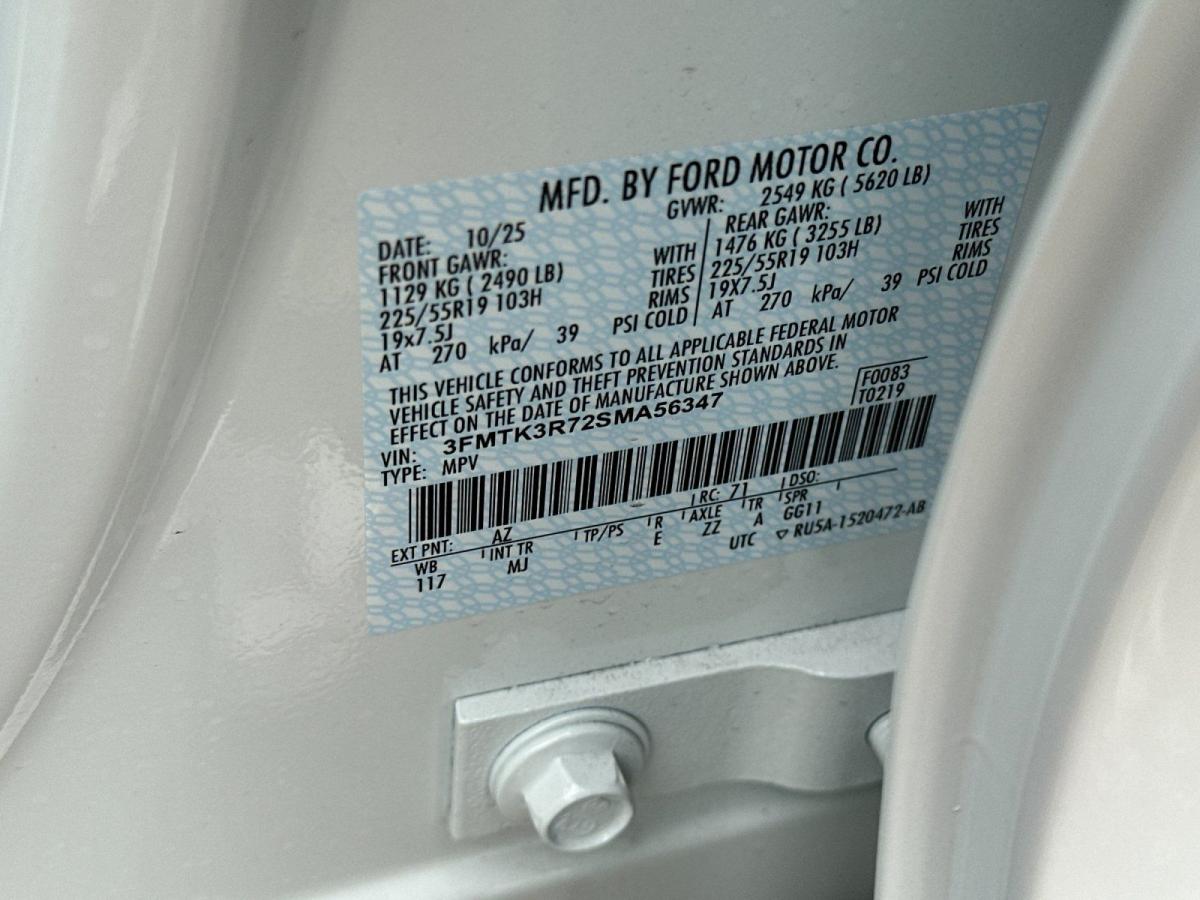 MFD. BY FORD MOTOR CO.
DATE: 10/25 GVWR: 2549 KG ( 5620 LB)
FRONT GAWR: REAR GAWR:
1129 KG ( 2490 LB) WITH 1476 KG ( 3255 LB) WITH
225/55R19 103H TIRES 225/55R19 103H TIRES
19x7.5J RIMS 19X7.5J RIMS
AT 270 kPa/ 39 PSI COLD AT 270 kPa/ 39 PSI COLD
THIS VEHICLE CONFORMS TO ALL APPLICABLE FEDERAL MOTOR
VEHICLE SAFETY AND THEFT PREVENTION STANDARDS IN
EFFECT ON THE DATE OF MANUFACTURE SHOWN ABOVE.
VIN: 3FMTK3R72SMA56347 F0083
TYPE: MPV T0219
EXT PNT: AZ RC: 71 DSO:
WB INT TR TP/PS R AXLE TR SPR
117 MJ E ZZ A GG11
UTC ▽ RU5A-1520472-AB